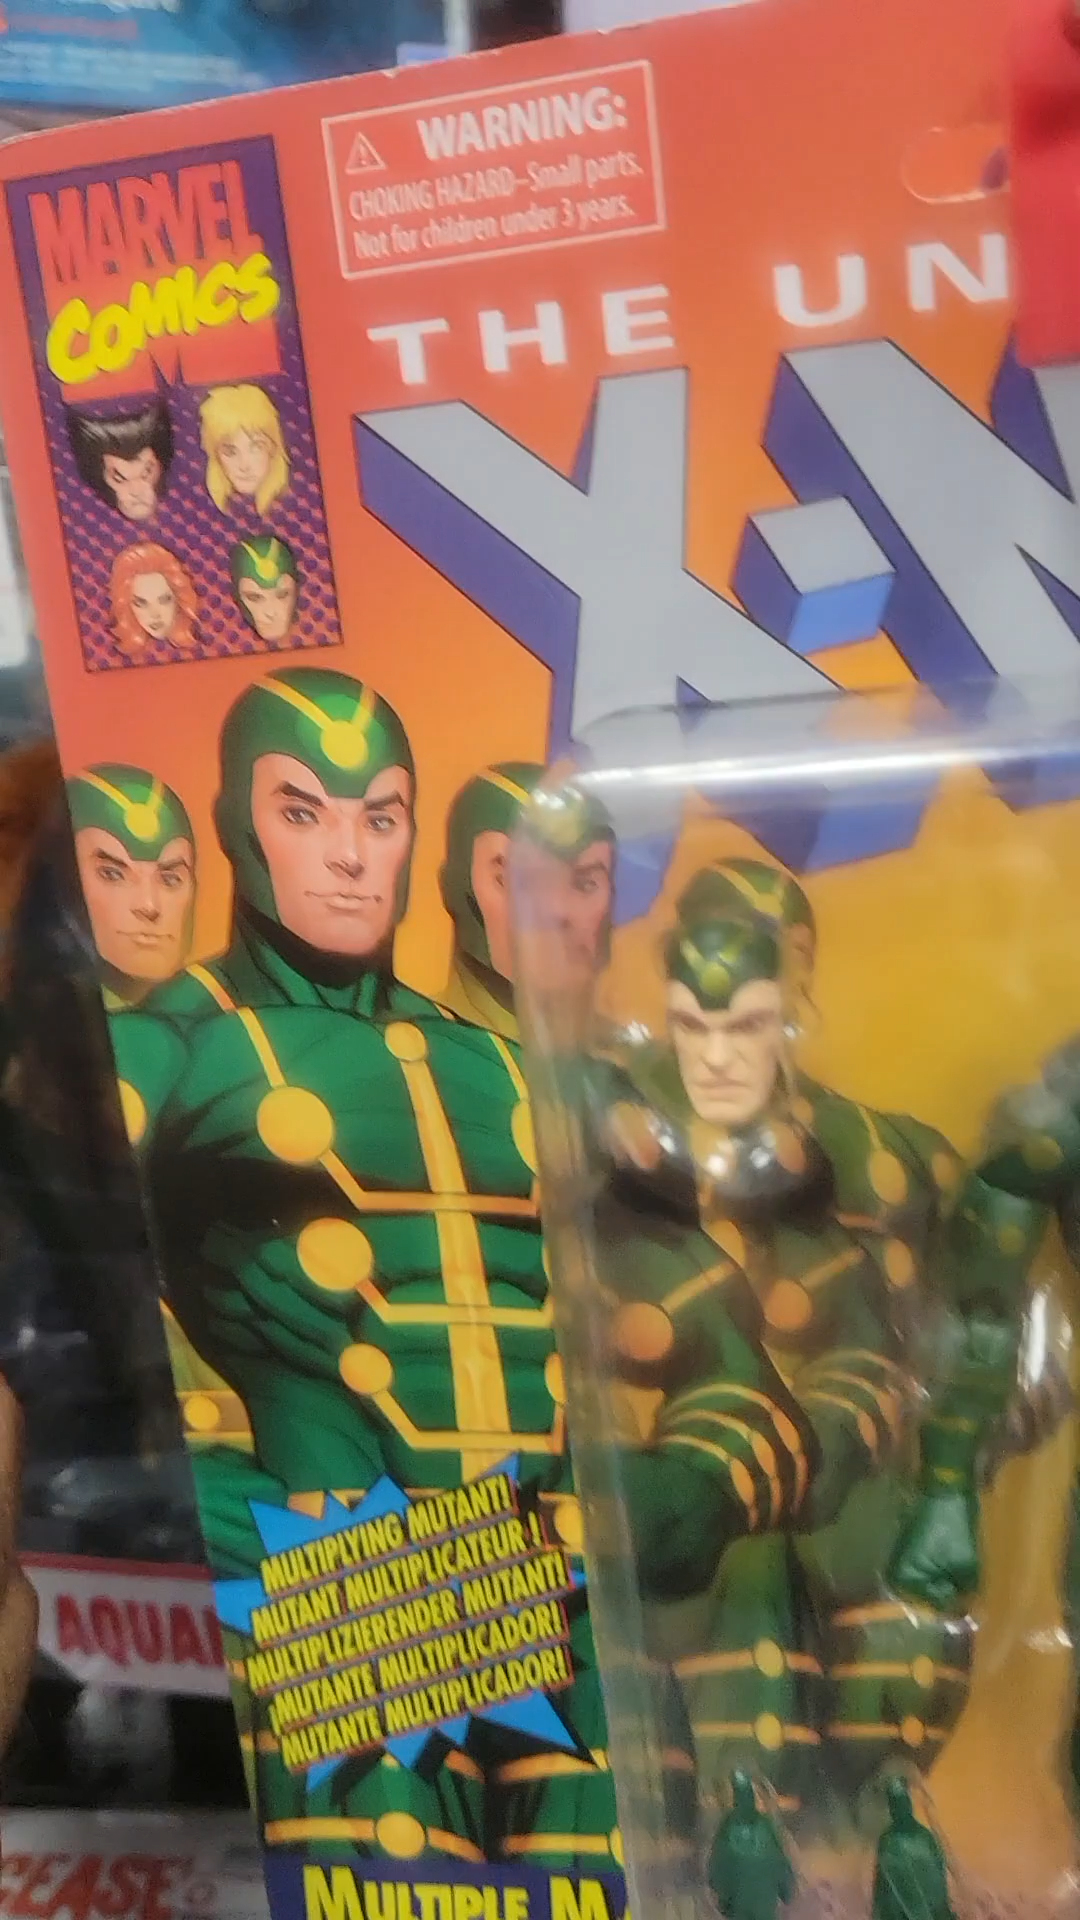 MARVEL
COMICS
WARNING:
CHOKING HAZARD–Small parts.
Not for children under 3 years.
THE UN
X-M
MULTIPLYING MUTANT!
MUTANT MULTIPLICATEUR !
MULTIPLIZIERENDER MUTANT!
¡MUTANTE MULTIPLICADOR!
MUTANTE MULTIPLICADOR!
AQUA
CEASE
MULTIPLE M